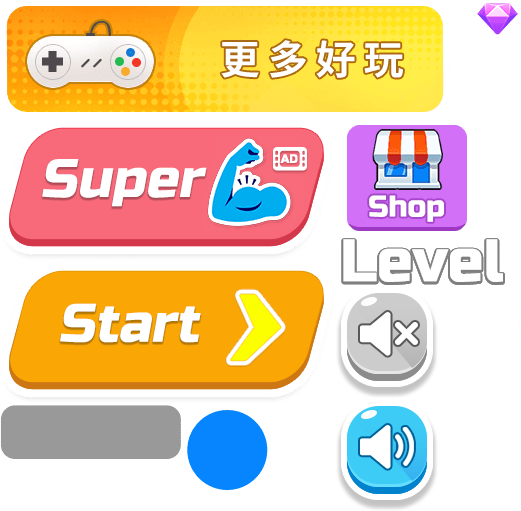 更多好玩
Super
AD
Shop
Level
Start